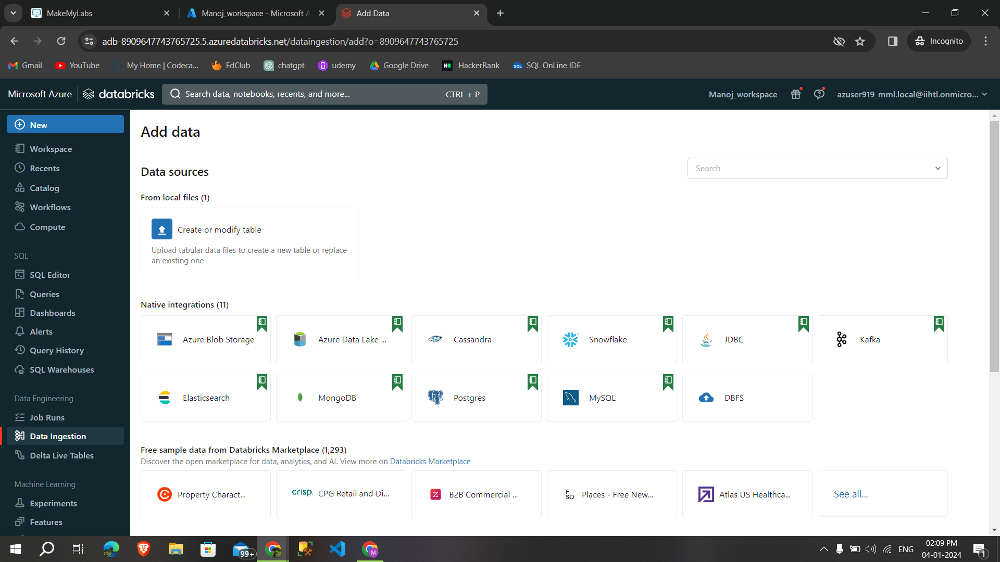 MakeMyLabs
Manoj_workspace - Microsoft A
Add Data
adb-8909647743765725.5.azuredatabricks.net/dataingestion/add?o=8909647743765725
Incognito
Gmail
YouTube
My Home | Codeca...
EdClub
chatgpt
udemy
Google Drive
HackerRank
SQL OnLine IDE
Microsoft Azure
databricks
Search data, notebooks, recents, and more...
CTRL + P
Manoj_workspace
azuser919_mml.local@iihtl.onmicro...
New
Workspace
Recents
Catalog
Workflows
Compute
SQL
SQL Editor
Queries
Dashboards
Alerts
Query History
SQL Warehouses
Data Engineering
Job Runs
Data Ingestion
Delta Live Tables
Machine Learning
Experiments
Features
Add data
Data sources
Search
From local files (1)
Create or modify table
Upload tabular data files to create a new table or replace
an existing one
Native integrations (11)
Azure Blob Storage
Azure Data Lake ...
Cassandra
Snowflake
JDBC
Kafka
Elasticsearch
MongoDB
Postgres
MySQL
DBFS
Free sample data from Databricks Marketplace (1,293)
Discover the open marketplace for data, analytics, and AI. View more on Databricks Marketplace
Property Charact...
crisp.
CPG Retail and Di...
Z
B2B Commercial ...
F
SQ
Places - Free New...
Atlas US Healthca...
See all...
99+
M
ENG
02:09 PM
04-01-2024
1